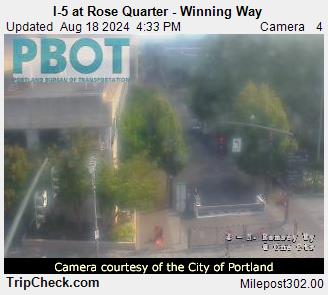 I-5 at Rose Quarter - Winning Way
Updated Aug 18 2024 4:33 PM Camera 4
PBOT
PORTLAND BUREAU OF TRANSPORTATION
Camera courtesy of the City of Portland
TripCheck.com Milepost302.00